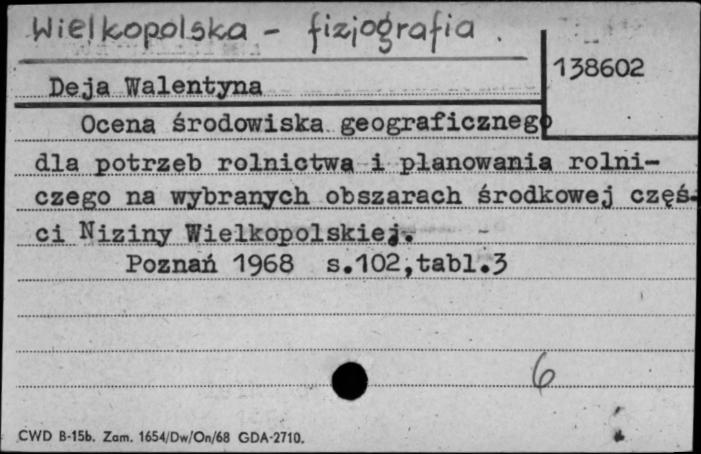 Wielkopolska - fizjografia.
138602
Deja Walentyna
Ocena środowiska geograficznego
dla potrzeb rolnictwa i planowania rolni-
czego na wybranych obszarach środkowej częś-
ci Niziny Wielkopolskiej.
Poznań 1968 s.102,tabl.3
6
CWD B-15b. Zam. 1654/Dw/On/68 GDA-2710.